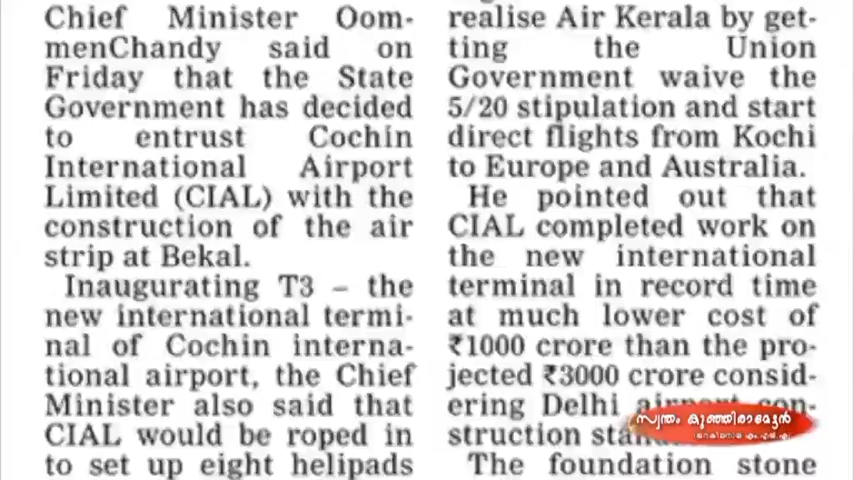 Chief Minister Oom-
menChandy said on
Friday that the State
Government has decided
to entrust Cochin
International Airport
Limited (CIAL) with the
construction of the air
strip at Bekal.
Inaugurating T3 – the
new international termi-
nal of Cochin interna-
tional airport, the Chief
Minister also said that
CIAL would be roped in
to set up eight helipads
realise Air Kerala by get-
ting the Union
Government waive the
5/20 stipulation and start
direct flights from Kochi
to Europe and Australia.
He pointed out that
CIAL completed work on
the new international
terminal in record time
at much lower cost of
₹1000 crore than the pro-
jected ₹3000 crore consid-
ering Delhi airport con-
struction
The foundation stone
സ്വന്തം കുഞ്ഞിരാമേട്ടൻ